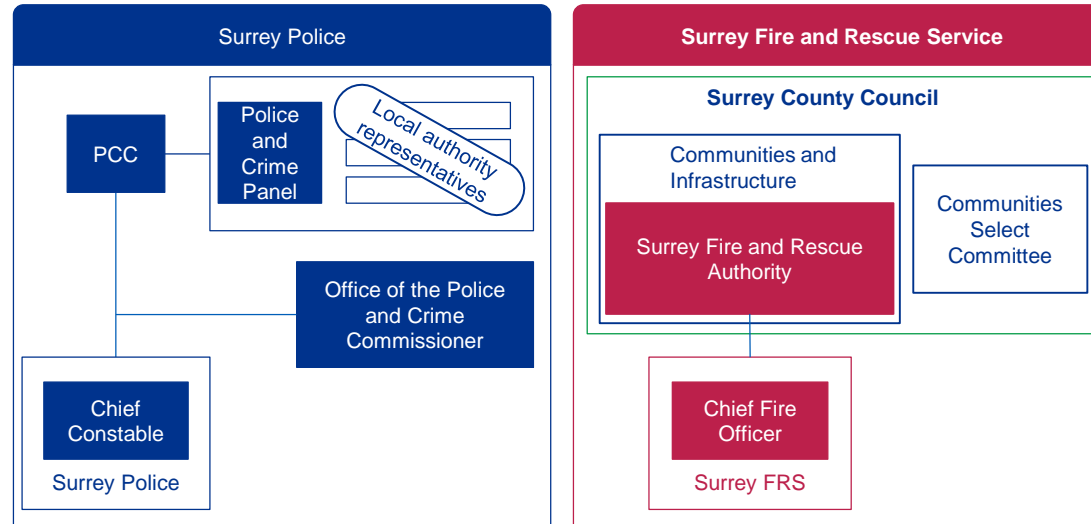 Surrey Police
PCC
Police
and
Crime
Panel
Local authority
representatives
Office of the Police
and Crime
Commissioner
Chief
Constable
Surrey Police
Surrey Fire and Rescue Service
Surrey County Council
Communities and
Infrastructure
Surrey Fire and Rescue
Authority
Communities
Select
Committee
Chief Fire
Officer
Surrey FRS